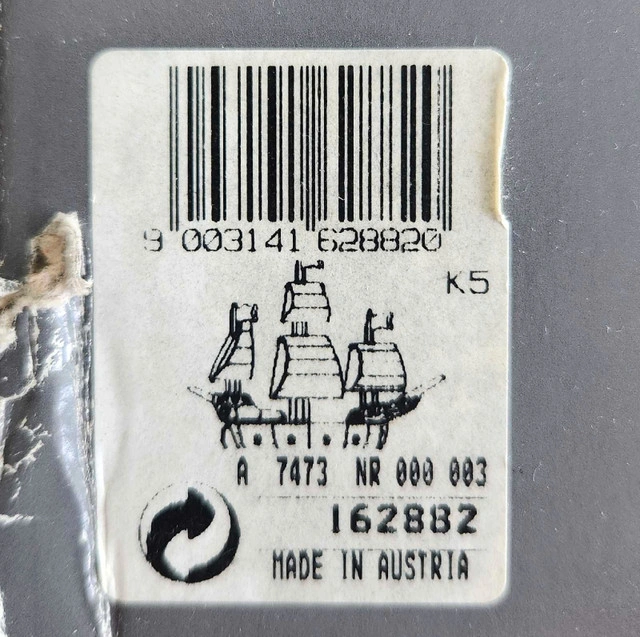 9 003141 628820
K5
A 7473 NR 000 003
162882
MADE IN AUSTRIA